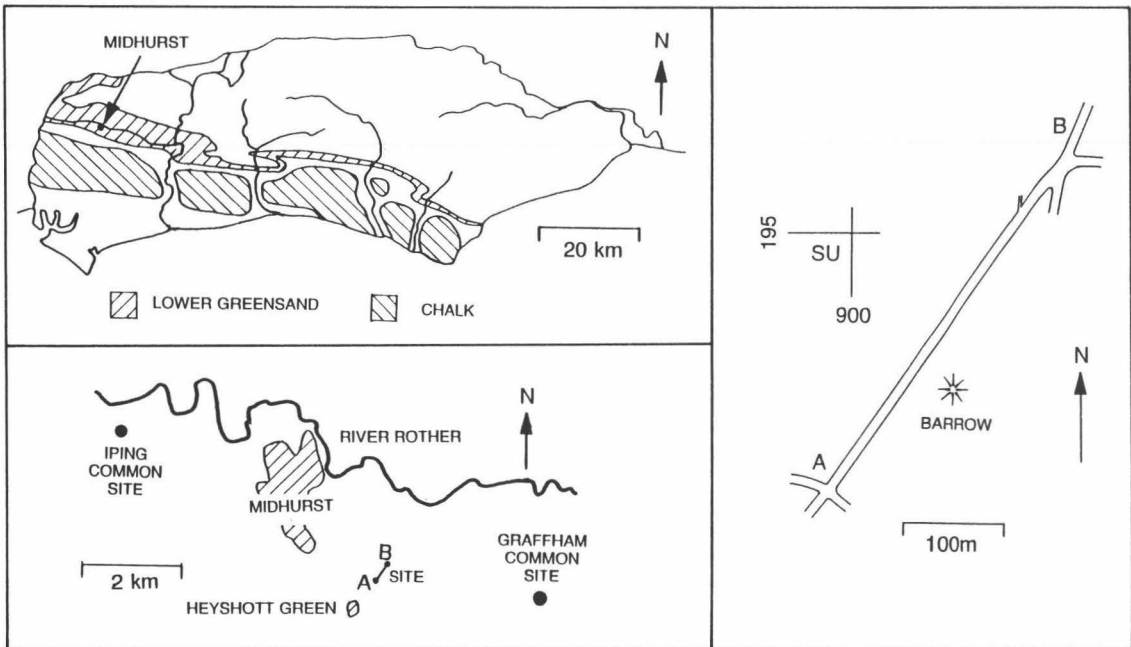 MIDHURST
N
20 km
LOWER GREENSAND
CHALK
N
RIVER ROTHER
IPING
COMMON
SITE
MIDHURST
GRAFFHAM
COMMON
SITE
B
A
SITE
2 km
HEYSHOTT GREEN
B
195
SU
900
N
BARROW
A
100m